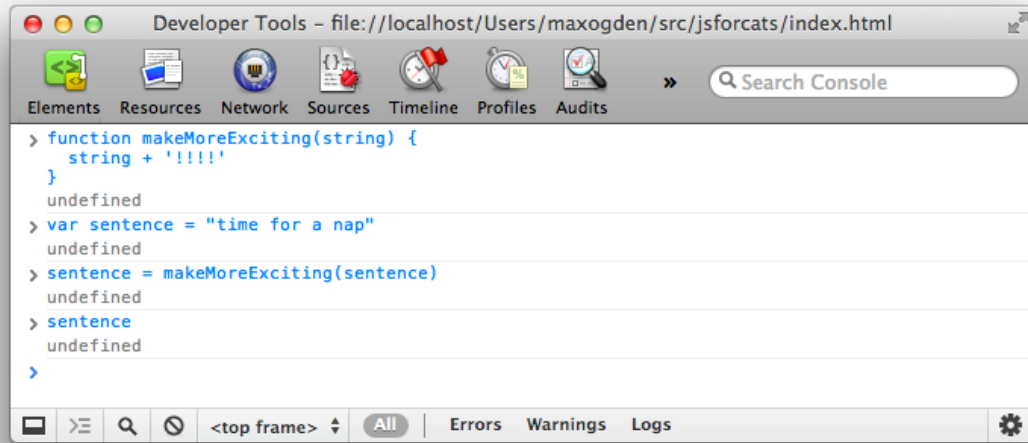 Developer Tools – file://localhost/Users/maxogden/src/jsforcats/index.html
Elements Resources Network Sources Timeline Profiles Audits » Search Console
> function makeMoreExciting(string) {
string + '!!!!'
}
undefined
> var sentence = "time for a nap"
undefined
> sentence = makeMoreExciting(sentence)
undefined
> sentence
undefined
>
<top frame> All Errors Warnings Logs